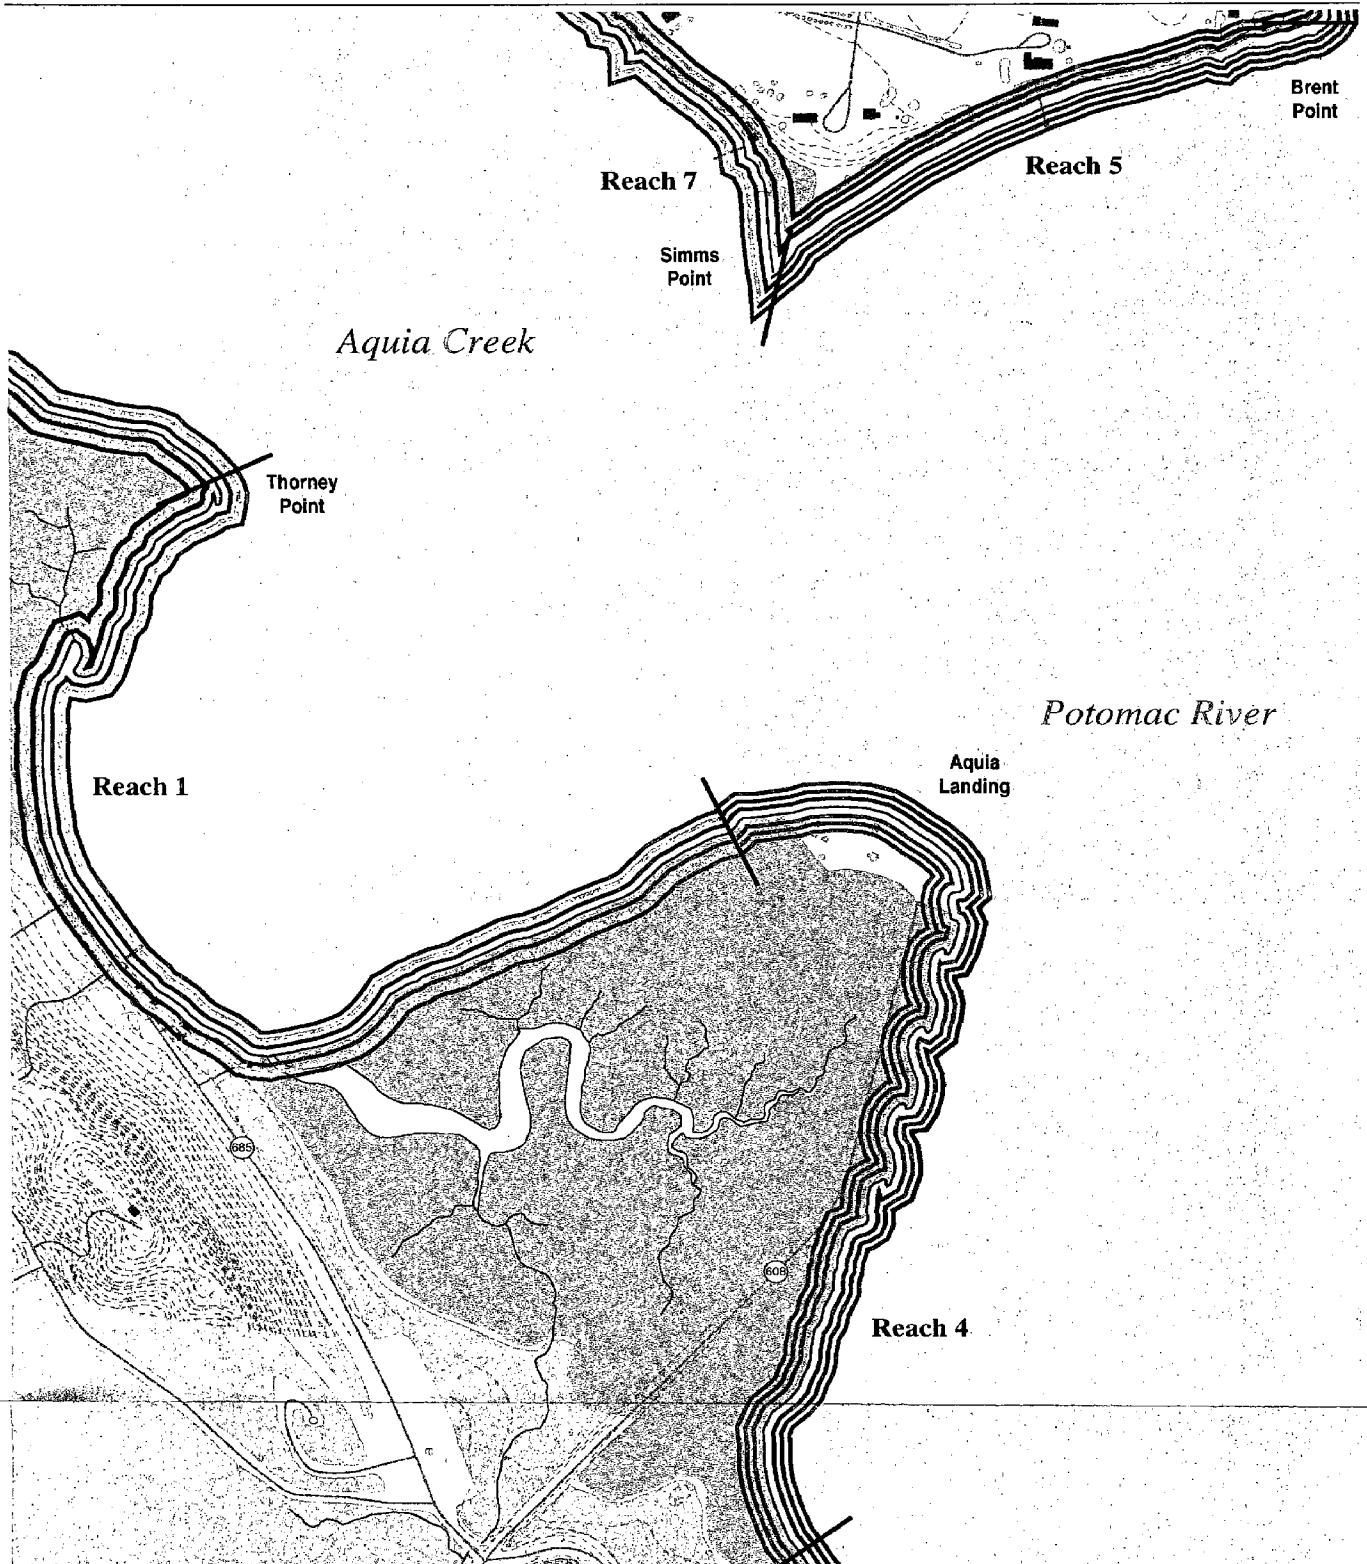 Brent
Point
Reach 5
Reach 7
Simms
Point
Aquia Creek
Thorney
Point
Potomac River
Aquia
Landing
Reach 1
685
608
Reach 4